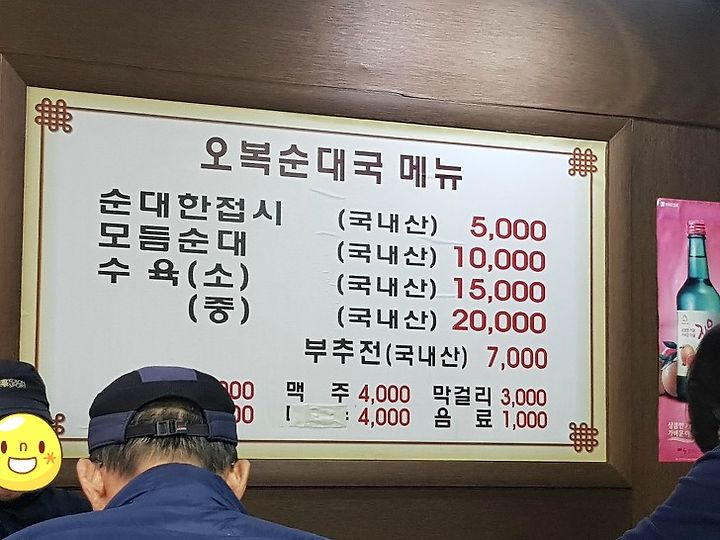 오복순대국 메뉴
순대한접시 (국내산) 5,000
모듬순대 (국내산) 10,000
수육(소) (국내산) 15,000
(중) (국내산) 20,000
부추전(국내산) 7,000
맥주 4,000 막걸리 3,000
4,000 음료 1,000